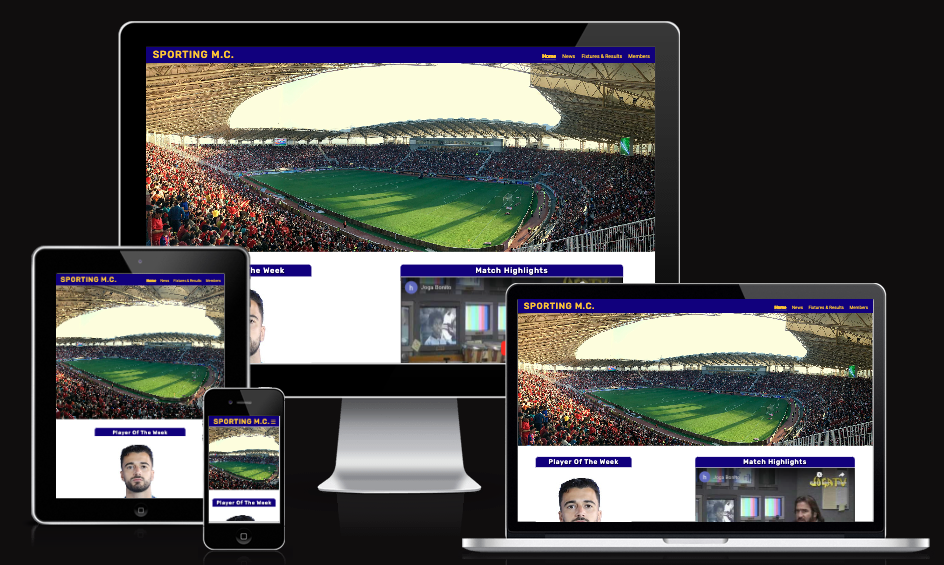 SPORTING M.C.
Home News Fixtures & Results Members
he Week
Match Highlights
Joga Bonito
SPORTING M.C.
Home News Fixtures & Results Members
Player Of The Week
SPORTING M.C.
Player Of The Week
SPORTING M.C.
Home News Fixtures & Results Members
Player Of The Week
Match Highlights
Joga Bonito